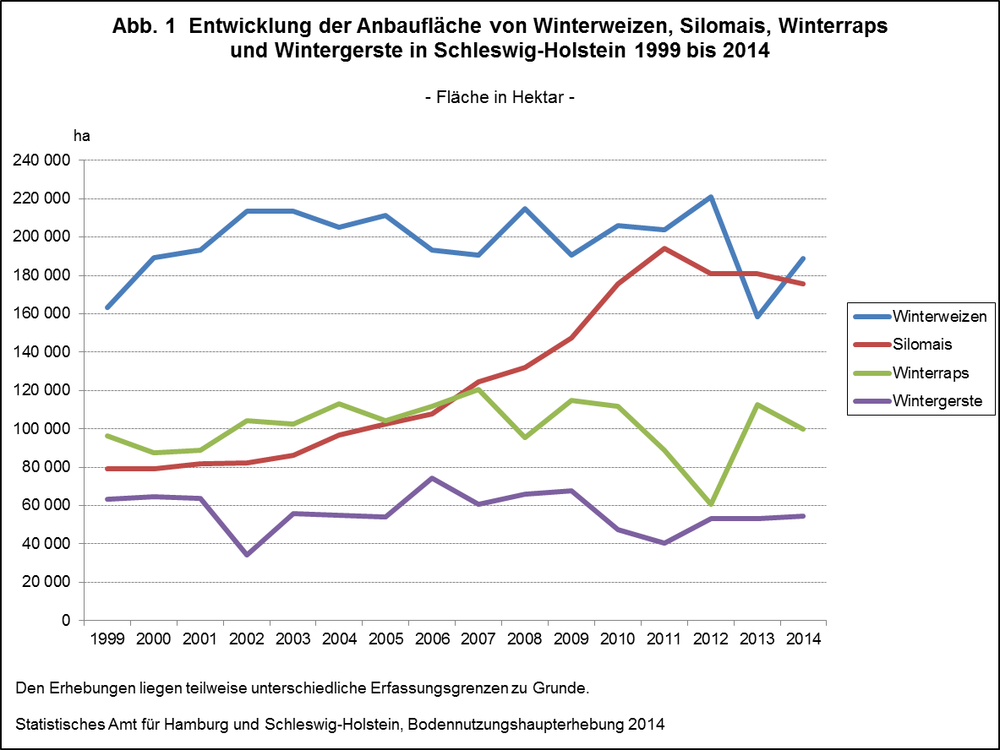 Abb. 1  Entwicklung der Anbaufläche von Winterweizen, Silomais, Winterraps
und Wintergerste in Schleswig-Holstein 1999 bis 2014
- Fläche in Hektar -
ha
240 000
220 000
200 000
180 000
160 000
140 000
120 000
100 000
80 000
60 000
40 000
20 000
0
1999 2000 2001 2002 2003 2004 2005 2006 2007 2008 2009 2010 2011 2012 2013 2014
Winterweizen
Silomais
Winterraps
Wintergerste
Den Erhebungen liegen teilweise unterschiedliche Erfassungsgrenzen zu Grunde.
Statistisches Amt für Hamburg und Schleswig-Holstein, Bodennutzungshaupterhebung 2014